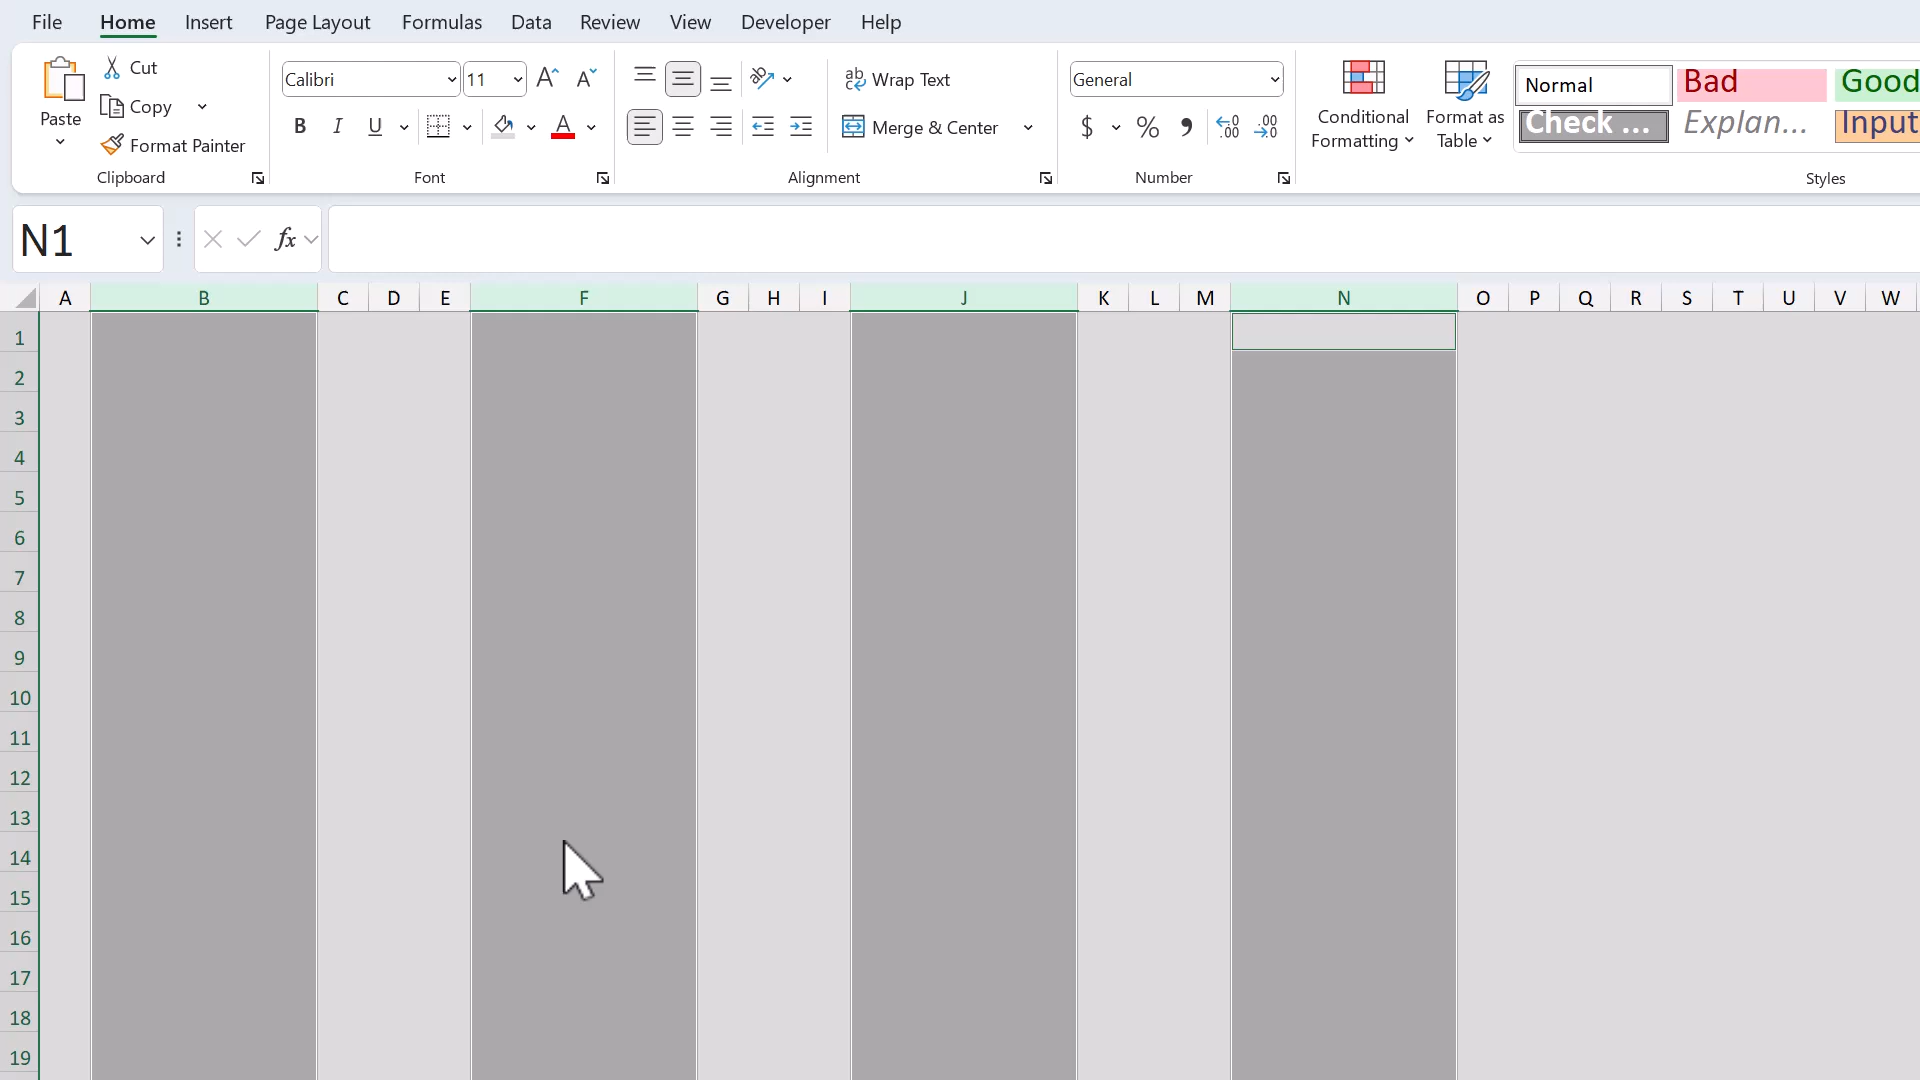 File Home Insert Page Layout Formulas Data Review View Developer Help
Paste
Cut
Copy
Format Painter
Clipboard
Calibri 11
B I U
Font
Wrap Text
Merge & Center
Alignment
General
$ % , .00 .00
Number
Conditional Formatting
Format as Table
Normal Bad Good
Check ... Explan... Input
Styles
N1 fx
A B C D E F G H I J K L M N O P Q R S T U V W
1
2
3
4
5
6
7
8
9
10
11
12
13
14
15
16
17
18
19